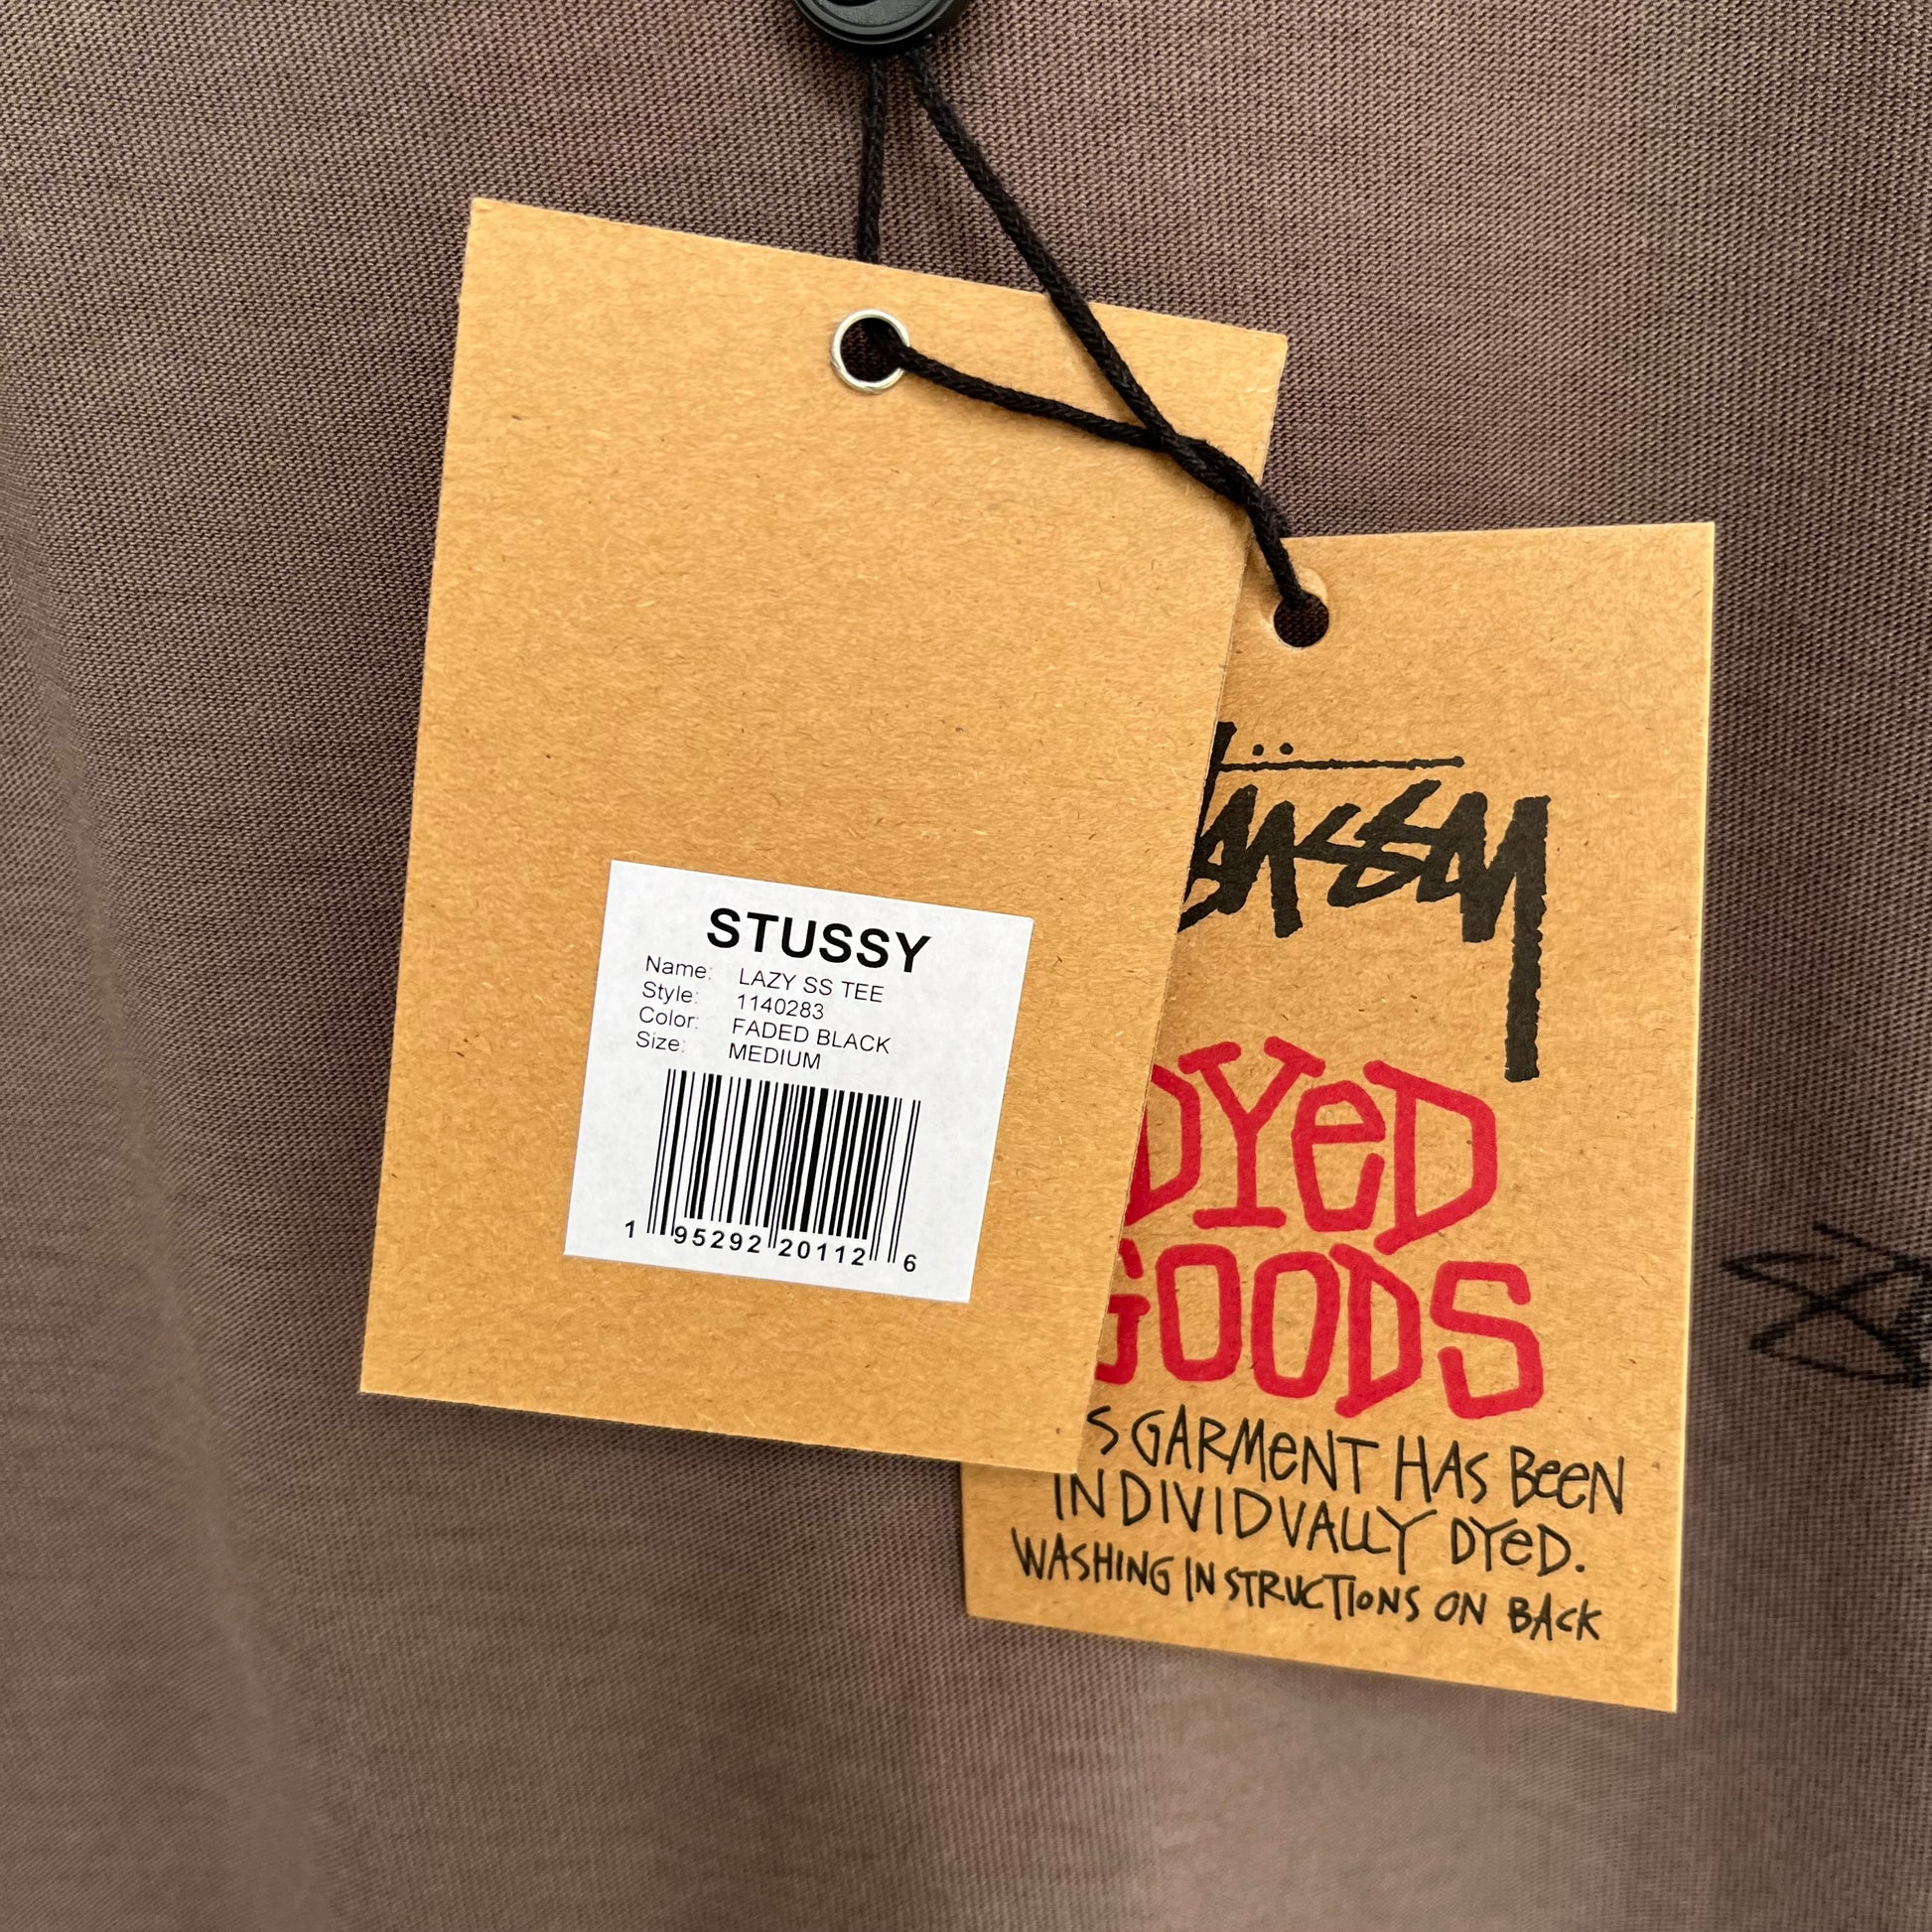 STUSSY
Name: LAZY SS TEE
Style: 1140283
Color: FADED BLACK
Size: MEDIUM
1 95292 20112 6
Stüssy
DYeD
GOODS
S GARMeNT HAS BeeN
INDIVIDVALLY DYeD.
WASHING INSTRUCTIONS ON BACK